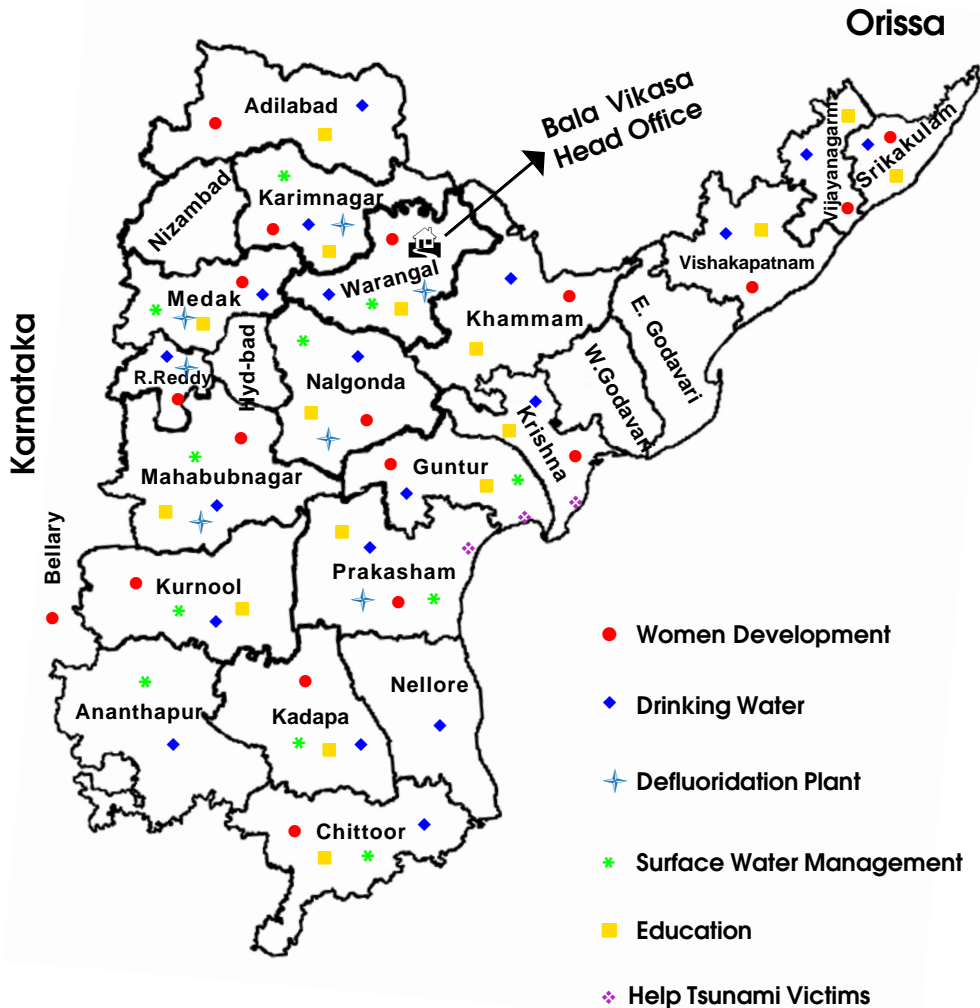 Orissa
Bala Vikasa
Head Office
Adilabad
Nizambad
Karimnagar
Vijayanagarm
Srikakulam
Warangal
Vishakapatnam
Medak
Khammam
E. Godavari
Karnataka
Hyd-bad
R.Reddy
Nalgonda
W.Godavari
Krishna
Mahabubnagar
Guntur
Bellary
Kurnool
Prakasham
Women Development
Nellore
Ananthapur
Kadapa
Drinking Water
Defluoridation Plant
Chittoor
Surface Water Management
Education
Help Tsunami Victims